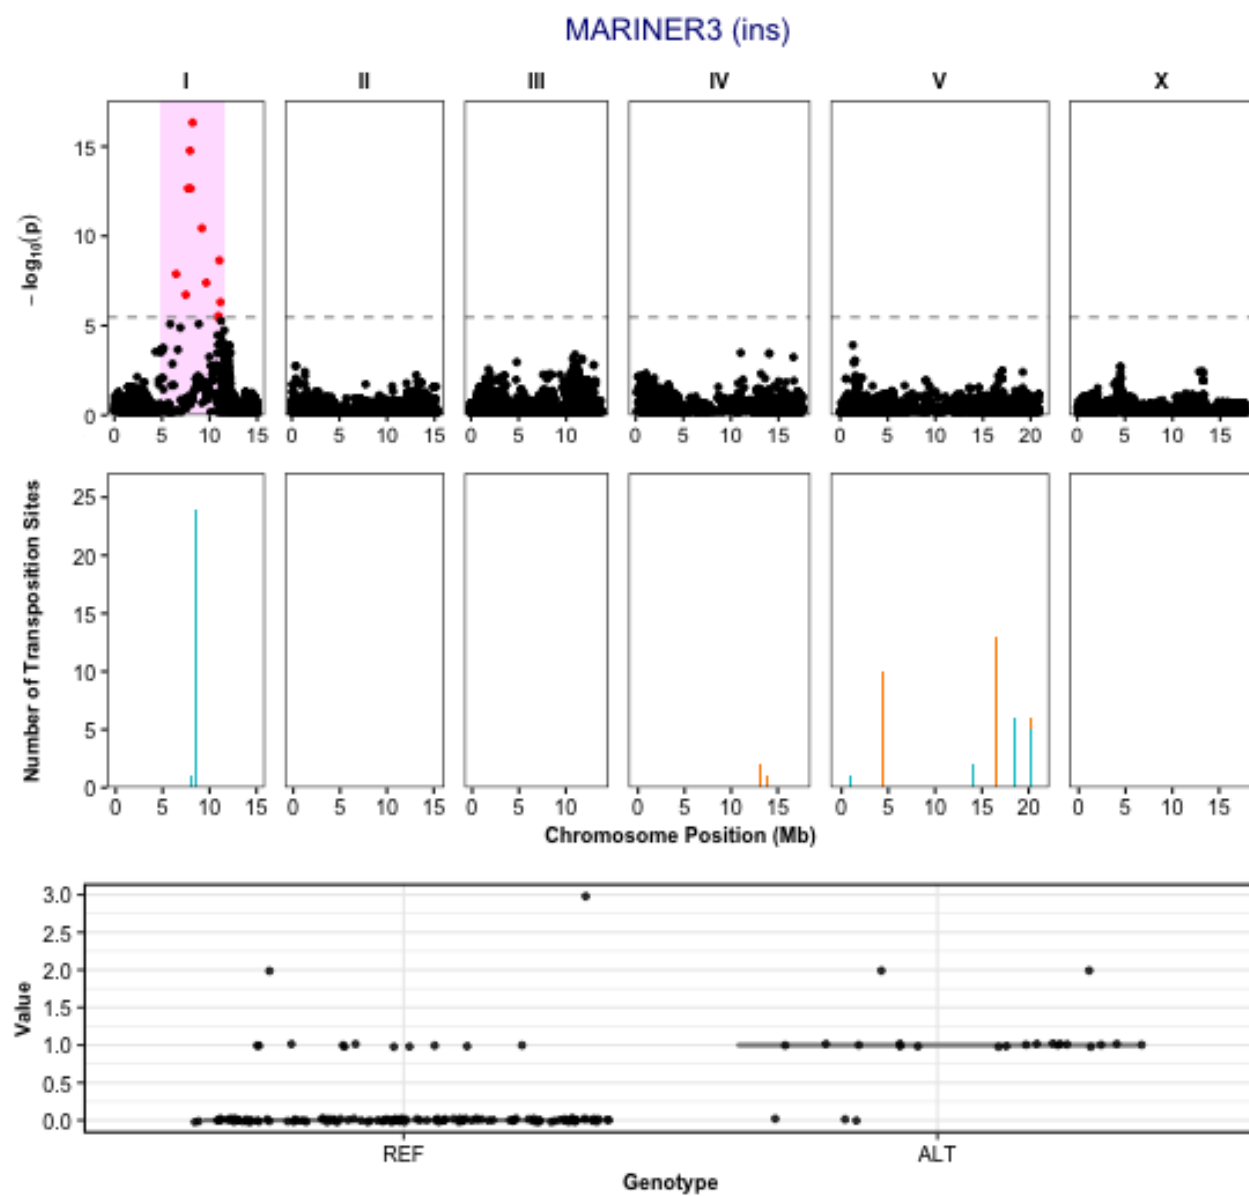 MARINER3 (ins)
I II III IV V X
− log10(p)
15
10
5
0
0 5 10 15 0 5 10 15 0 5 10 0 5 10 15 0 5 10 15 20 0 5 10 15
Number of Transposition Sites
25
20
15
10
5
0
0 5 10 15 0 5 10 15 0 5 10 0 5 10 15 0 5 10 15 20 0 5 10 15
Chromosome Position (Mb)
Value
3.0
2.5
2.0
1.5
1.0
0.5
0.0
REF ALT
Genotype